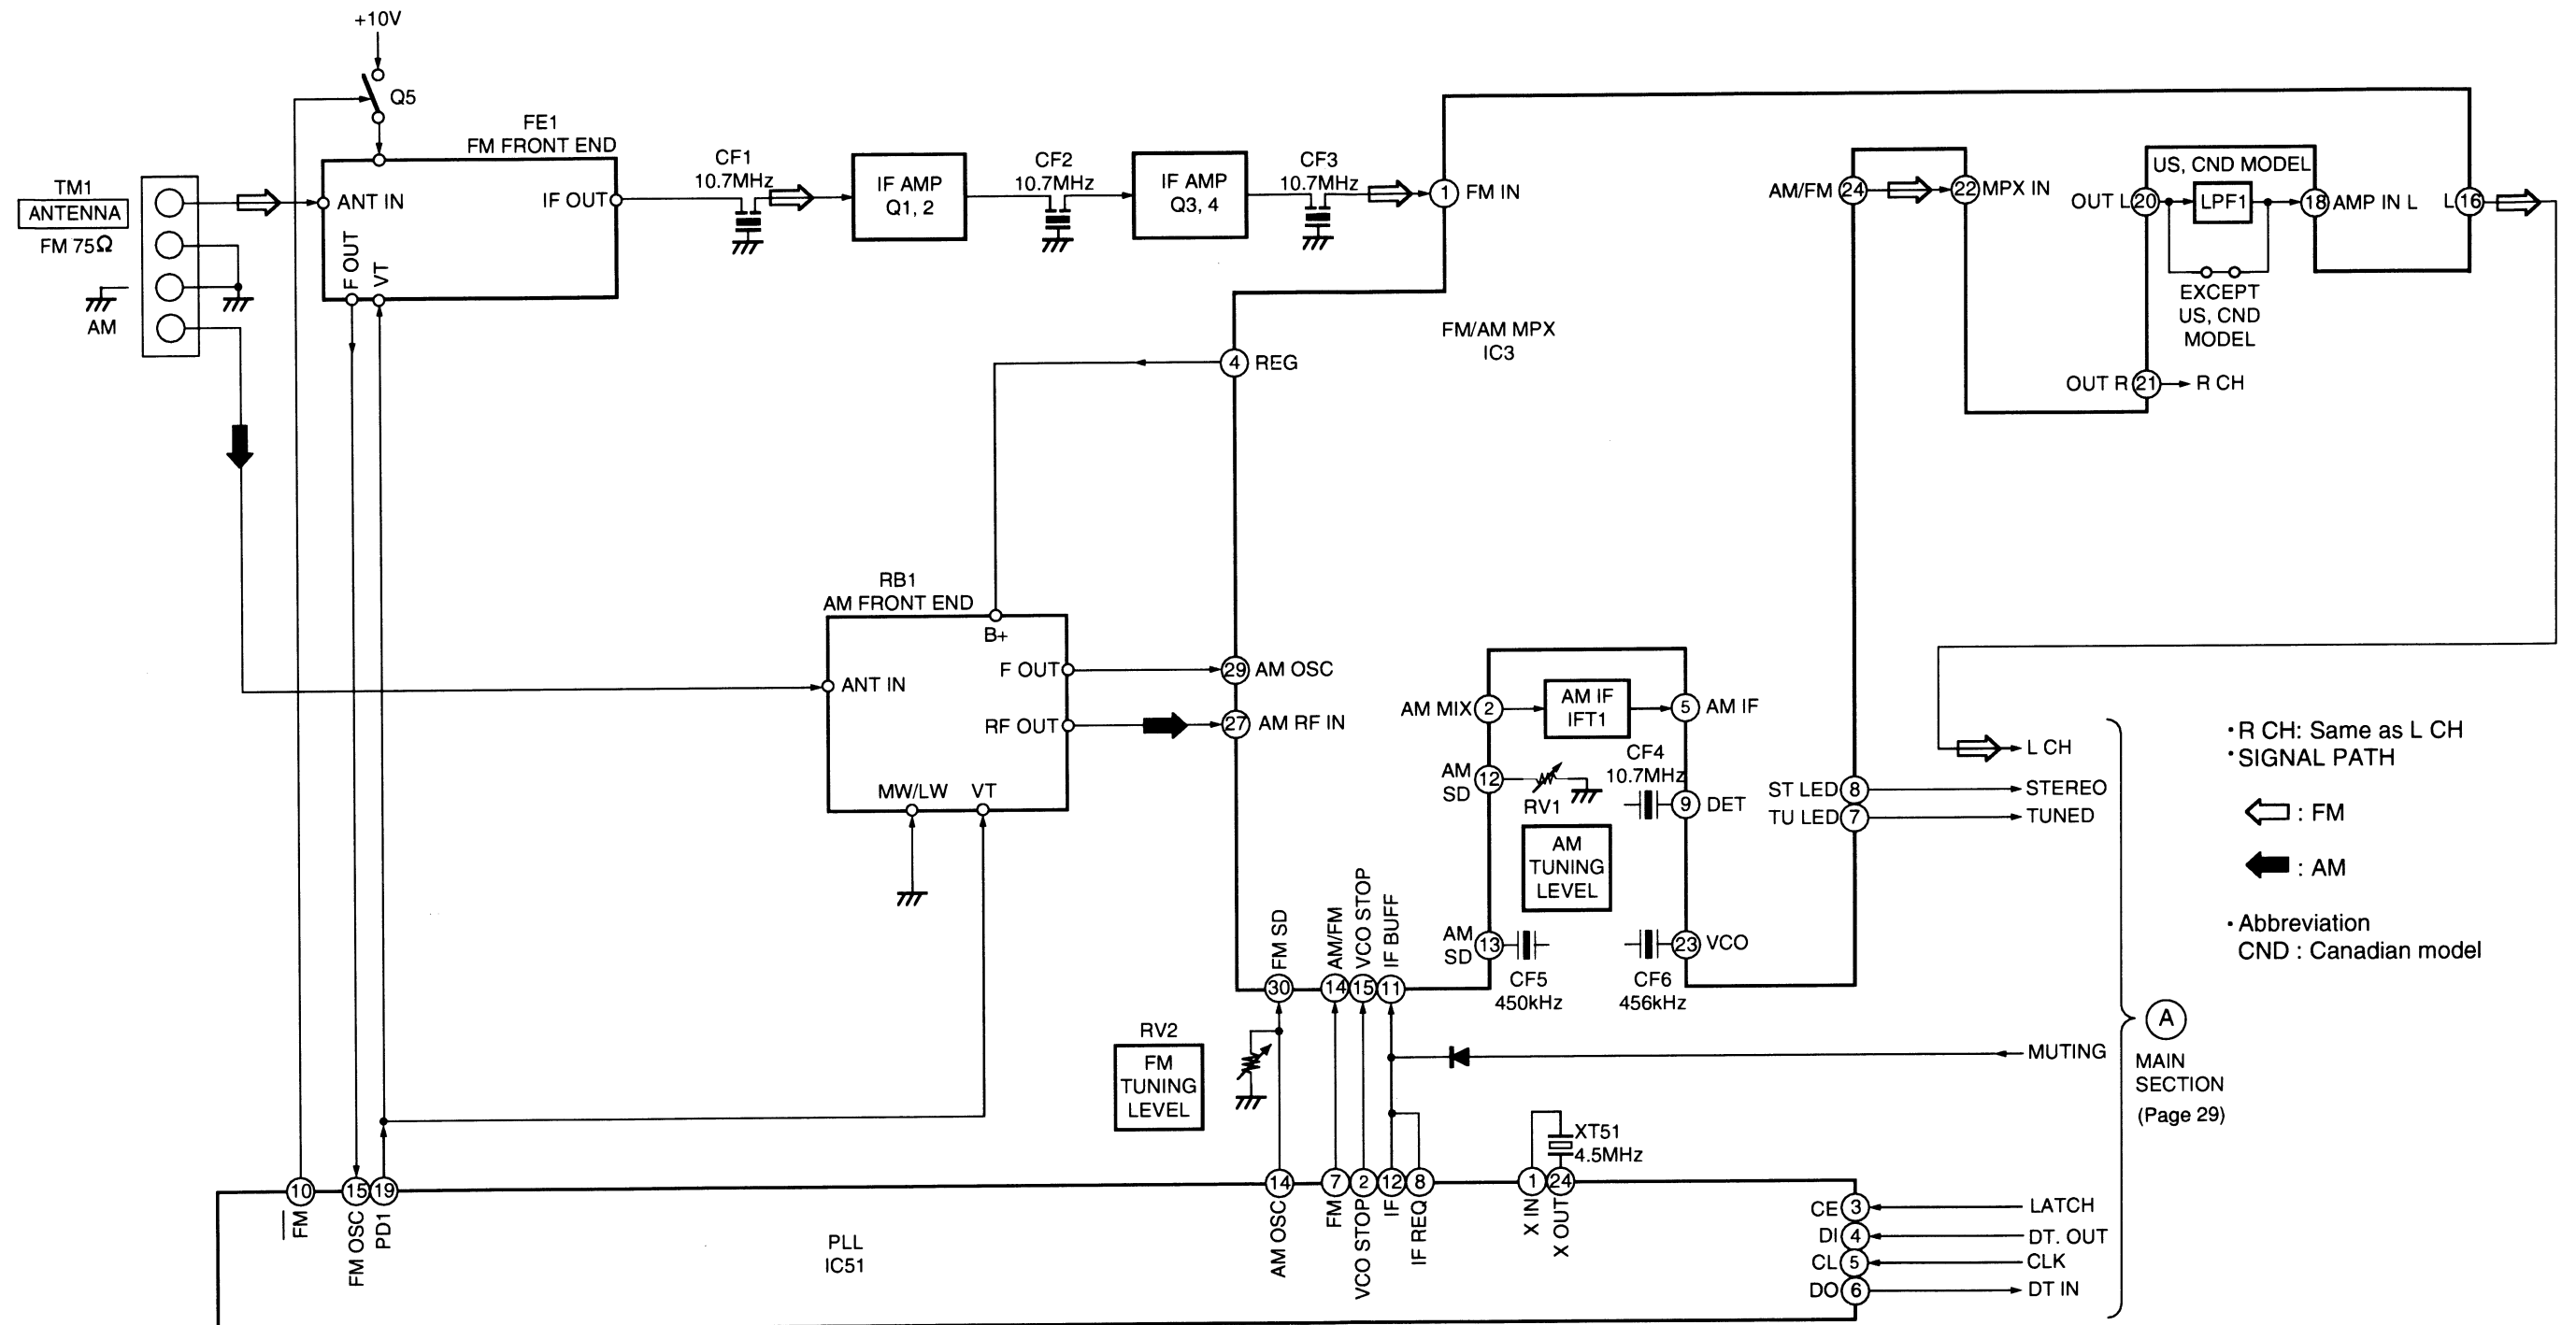 +10V
Q5
FE1
FM FRONT END
TM1
ANTENNA
FM 75Ω
AM
ANT IN
IF OUT
F OUT
VT
CF1
10.7MHz
IF AMP
Q1, 2
CF2
10.7MHz
IF AMP
Q3, 4
CF3
10.7MHz
1 FM IN
FM/AM MPX
IC3
4 REG
AM/FM 24
22 MPX IN
US, CND MODEL
OUT L 20
LPF1
18 AMP IN L
L 16
EXCEPT
US, CND
MODEL
OUT R 21
R CH
RB1
AM FRONT END
B+
ANT IN
F OUT
RF OUT
MW/LW
VT
29 AM OSC
27 AM RF IN
AM MIX 2
AM IF
IFT1
5 AM IF
AM
SD
12
RV1
CF4
10.7MHz
9 DET
AM
TUNING
LEVEL
AM
SD
13
CF5
450kHz
CF6
456kHz
23 VCO
ST LED 8
STEREO
TU LED 7
TUNED
L CH
FM SD
AM/FM
VCO STOP
IF BUFF
30
14
15
11
RV2
FM
TUNING
LEVEL
MUTING
A
MAIN
SECTION
(Page 29)
・R CH: Same as L CH
・SIGNAL PATH
: FM
: AM
・Abbreviation
CND : Canadian model
XT51
4.5MHz
10
15
19
14
7
2
12
8
1
24
FM
FM OSC
PD1
AM OSC
FM
VCO STOP
IF
IF REQ
X IN
X OUT
PLL
IC51
CE 3
LATCH
DI 4
DT. OUT
CL 5
CLK
DO 6
DT IN